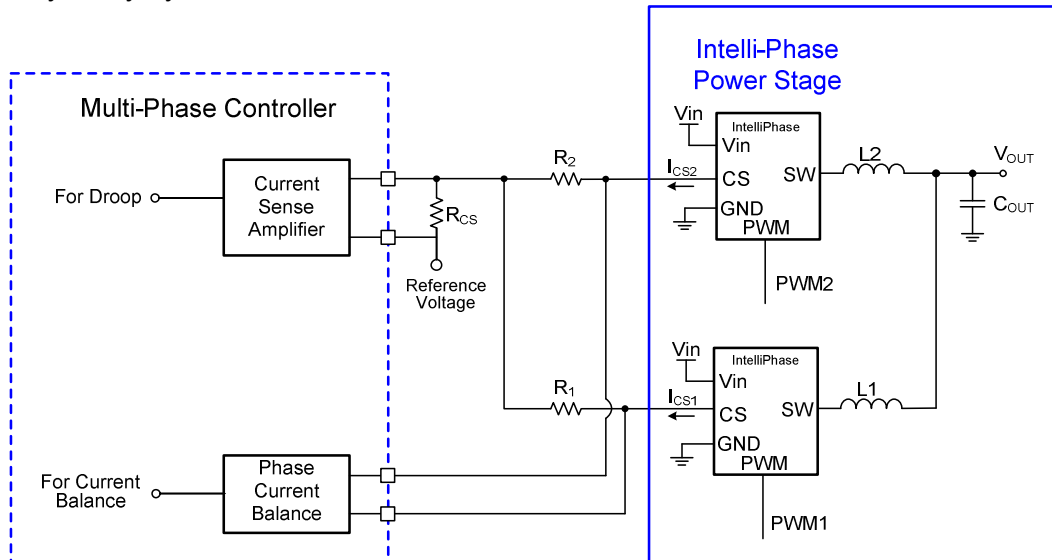 Intelli-Phase
Power Stage
Multi-Phase Controller
For Droop
Current
Sense
Amplifier
RCS
Reference
Voltage
R2
ICS2
Vin
IntelliPhase
Vin
CS
SW
GND
PWM
PWM2
L2
VOUT
COUT
R1
ICS1
Vin
IntelliPhase
Vin
CS
SW
GND
PWM
PWM1
L1
For Current
Balance
Phase
Current
Balance